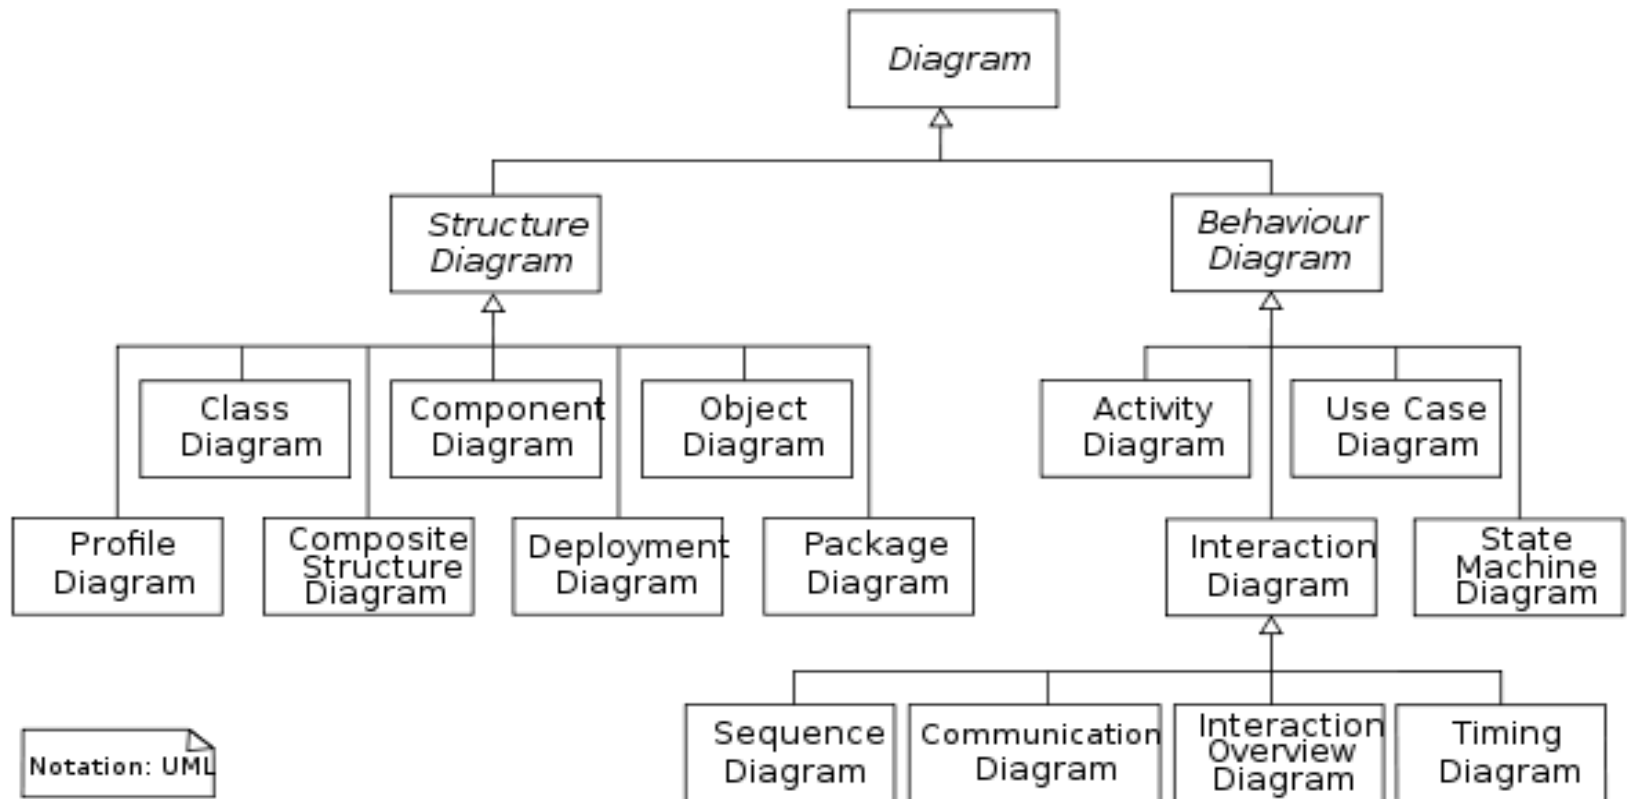 Diagram
Structure
Diagram
Behaviour
Diagram
Class
Diagram
Component
Diagram
Object
Diagram
Activity
Diagram
Use Case
Diagram
Profile
Diagram
Composite
Structure
Diagram
Deployment
Diagram
Package
Diagram
Interaction
Diagram
State
Machine
Diagram
Sequence
Diagram
Communication
Diagram
Interaction
Overview
Diagram
Timing
Diagram
Notation: UML